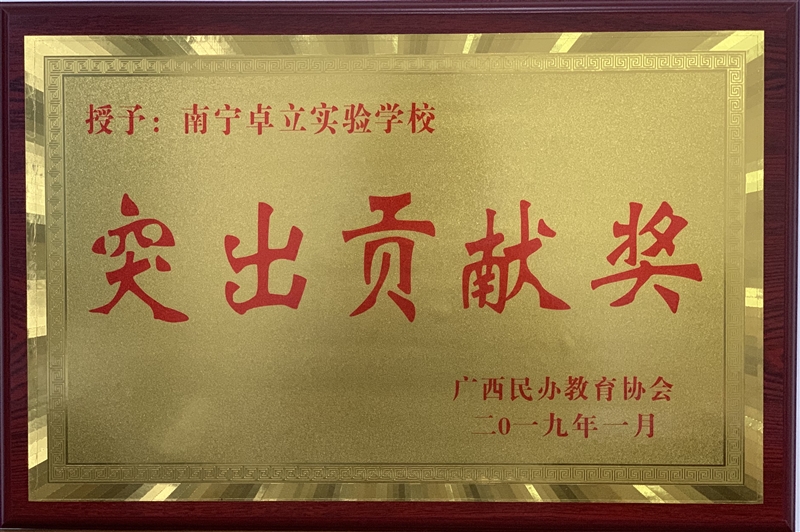 授予：南宁卓立实验学校
突出贡献奖
广西民办教育协会
二0一九年一月